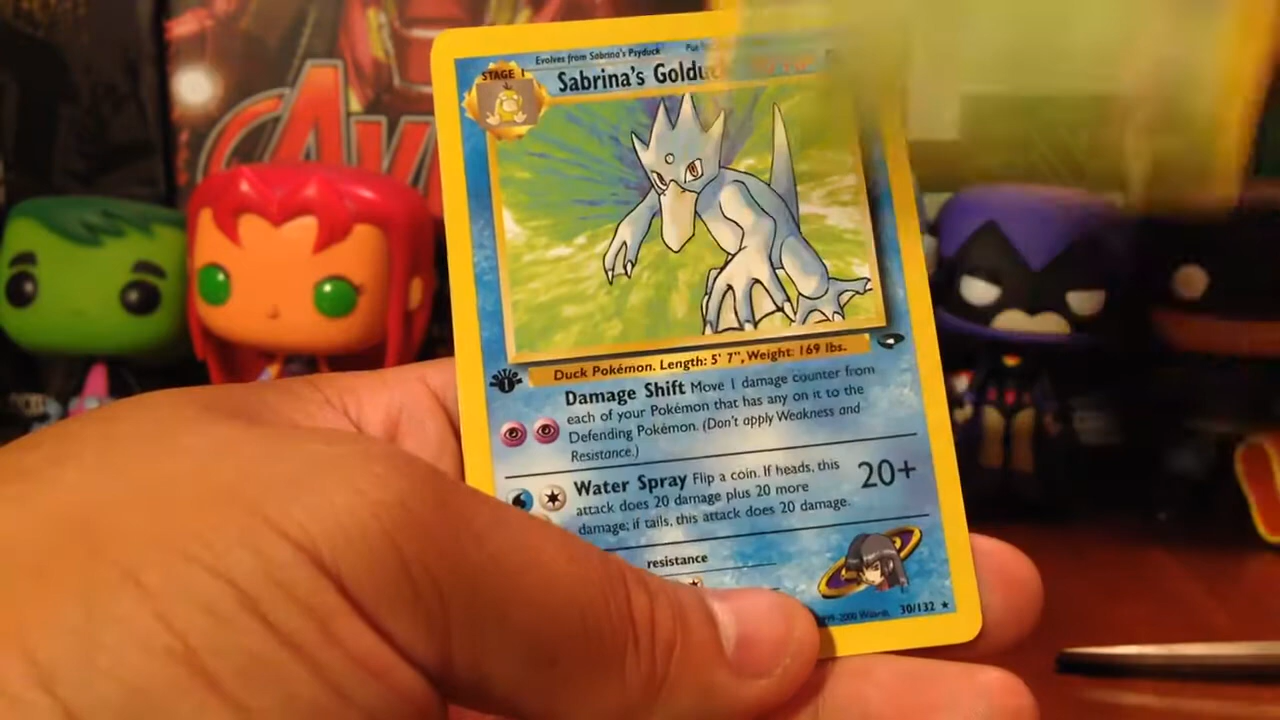 AV
Evolves from Sabrina's Psyduck
STAGE 1
Sabrina's Golduc
Duck Pokémon. Length: 5' 7", Weight: 169 lbs.
Damage Shift Move 1 damage counter from
each of your Pokémon that has any on it to the
Defending Pokémon. (Don't apply Weakness and
Resistance.)
Water Spray Flip a coin. If heads, this
attack does 20 damage plus 20 more
damage; if tails, this attack does 20 damage.
20+
resistance
30/132